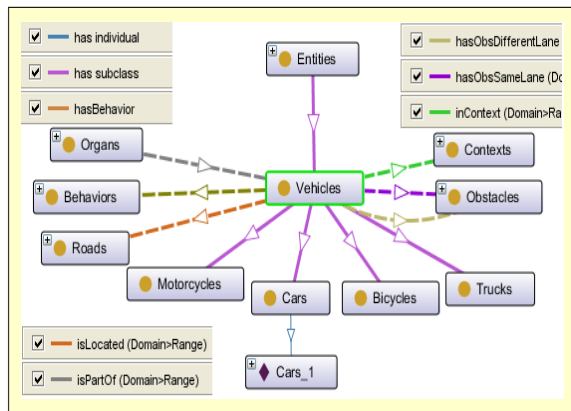 has individual
has subclass
hasBehavior
Entities
hasObsDifferentLane
hasObsSameLane (Do
inContext (Domain>Ra
Organs
Contexts
Behaviors
Vehicles
Obstacles
Roads
Motorcycles
Cars
Bicycles
Trucks
isLocated (Domain>Range)
isPartOf (Domain>Range)
Cars_1